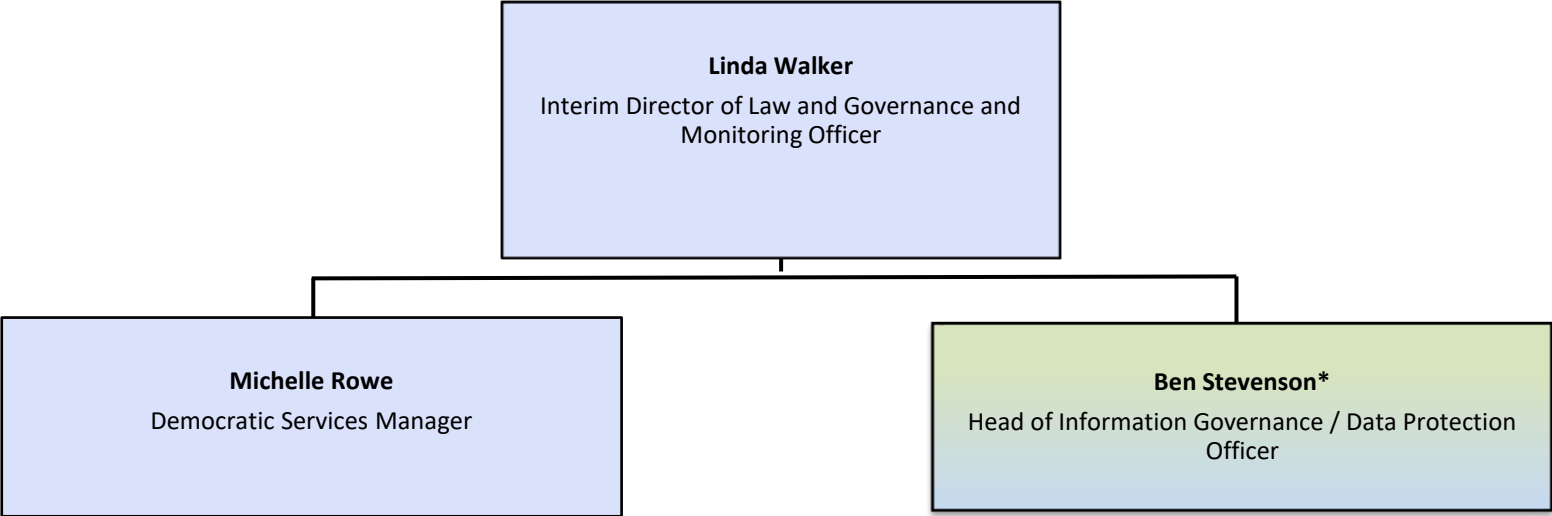 Linda Walker
Interim Director of Law and Governance and
Monitoring Officer
Michelle Rowe
Democratic Services Manager
Ben Stevenson*
Head of Information Governance / Data Protection
Officer